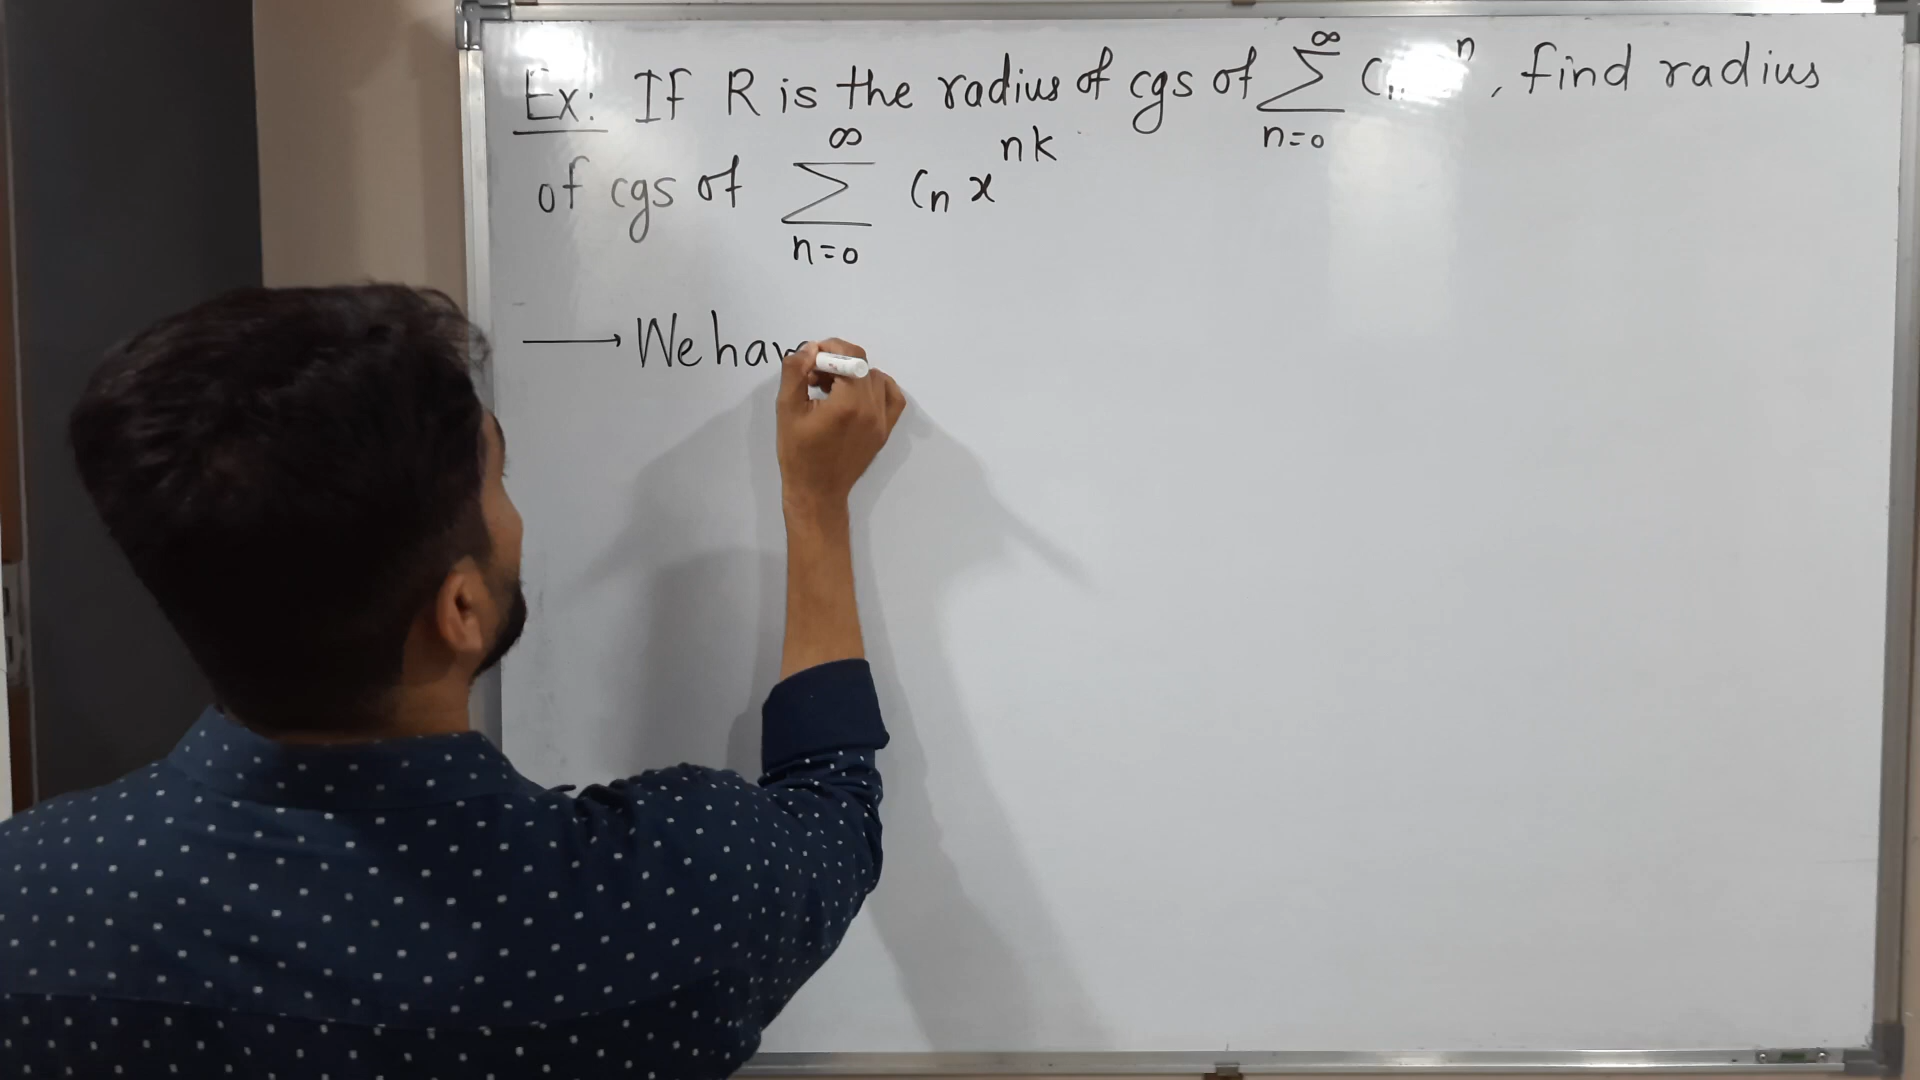 Ex: If R is the radius of cgs of ∑_{n=0}^{∞} C n, find radius
of cgs of ∑_{n=0}^{∞} Cn x^{nk}
→ We have